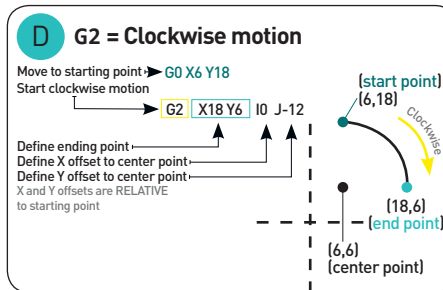 D G2 = Clockwise motion
Move to starting point G0 X6 Y18
Start clockwise motion
G2 X18 Y6 I0 J-12
Define ending point
Define X offset to center point
Define Y offset to center point
X and Y offsets are RELATIVE
to starting point
(start point)
(6,18)
Clockwise
(18,6)
(end point)
(6,6)
(center point)